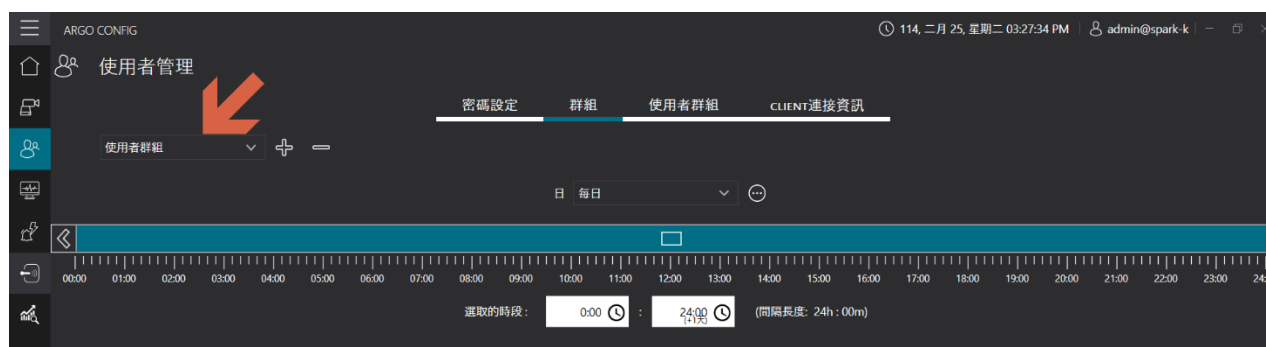 ARGO CONFIG 114, 二月 25, 星期二 03:27:34 PM admin@spark-k
使用者管理
密碼設定 群組 使用者群組 CLIENT連接資訊
使用者群組
日 每日
00:00 01:00 02:00 03:00 04:00 05:00 06:00 07:00 08:00 09:00 10:00 11:00 12:00 13:00 14:00 15:00 16:00 17:00 18:00 19:00 20:00 21:00 22:00 23:00 24:
選取的時段 : 0:00 : 24:00 (間隔長度: 24h : 00m)
(+1天)